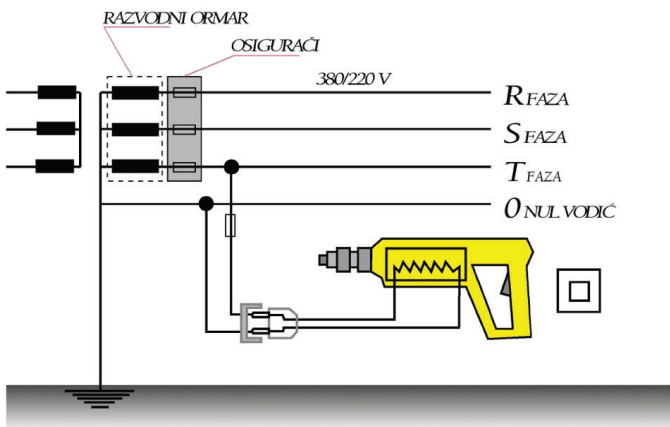 RAZVODNI ORMAR
OSIGURAČI
380/220 V
R FAZA
S FAZA
T FAZA
0 NUL VODIĆ